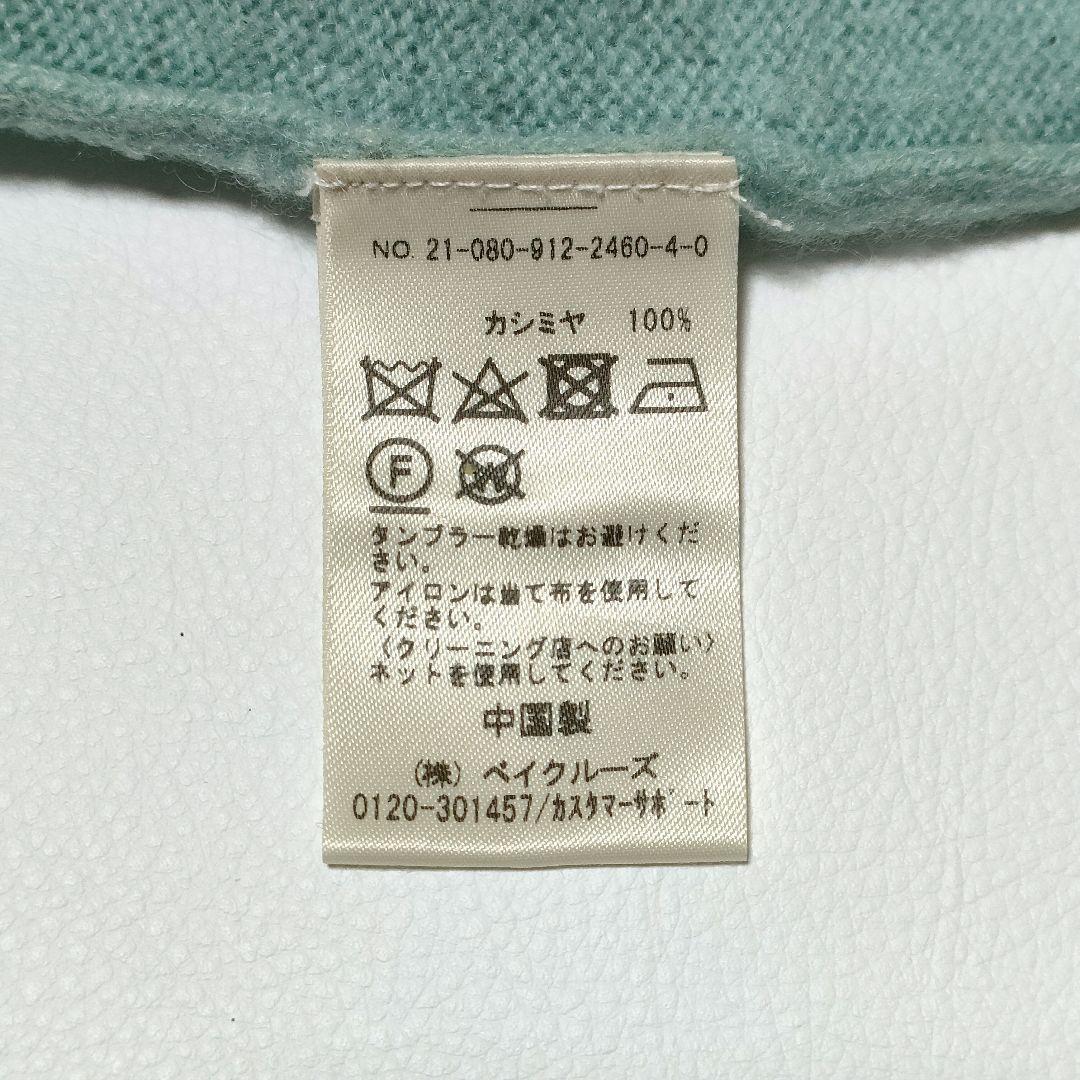 NO. 21-080-912-2460-4-0
カシミヤ 100%
F
W
タンブラー乾燥はお避けくだ
さい。
アイロンは当て布を使用して
ください。
〈クリーニング店へのお願い〉
ネットを使用してください。
中国製
(株) ベイクルーズ
0120-301457/カスタマーサポート